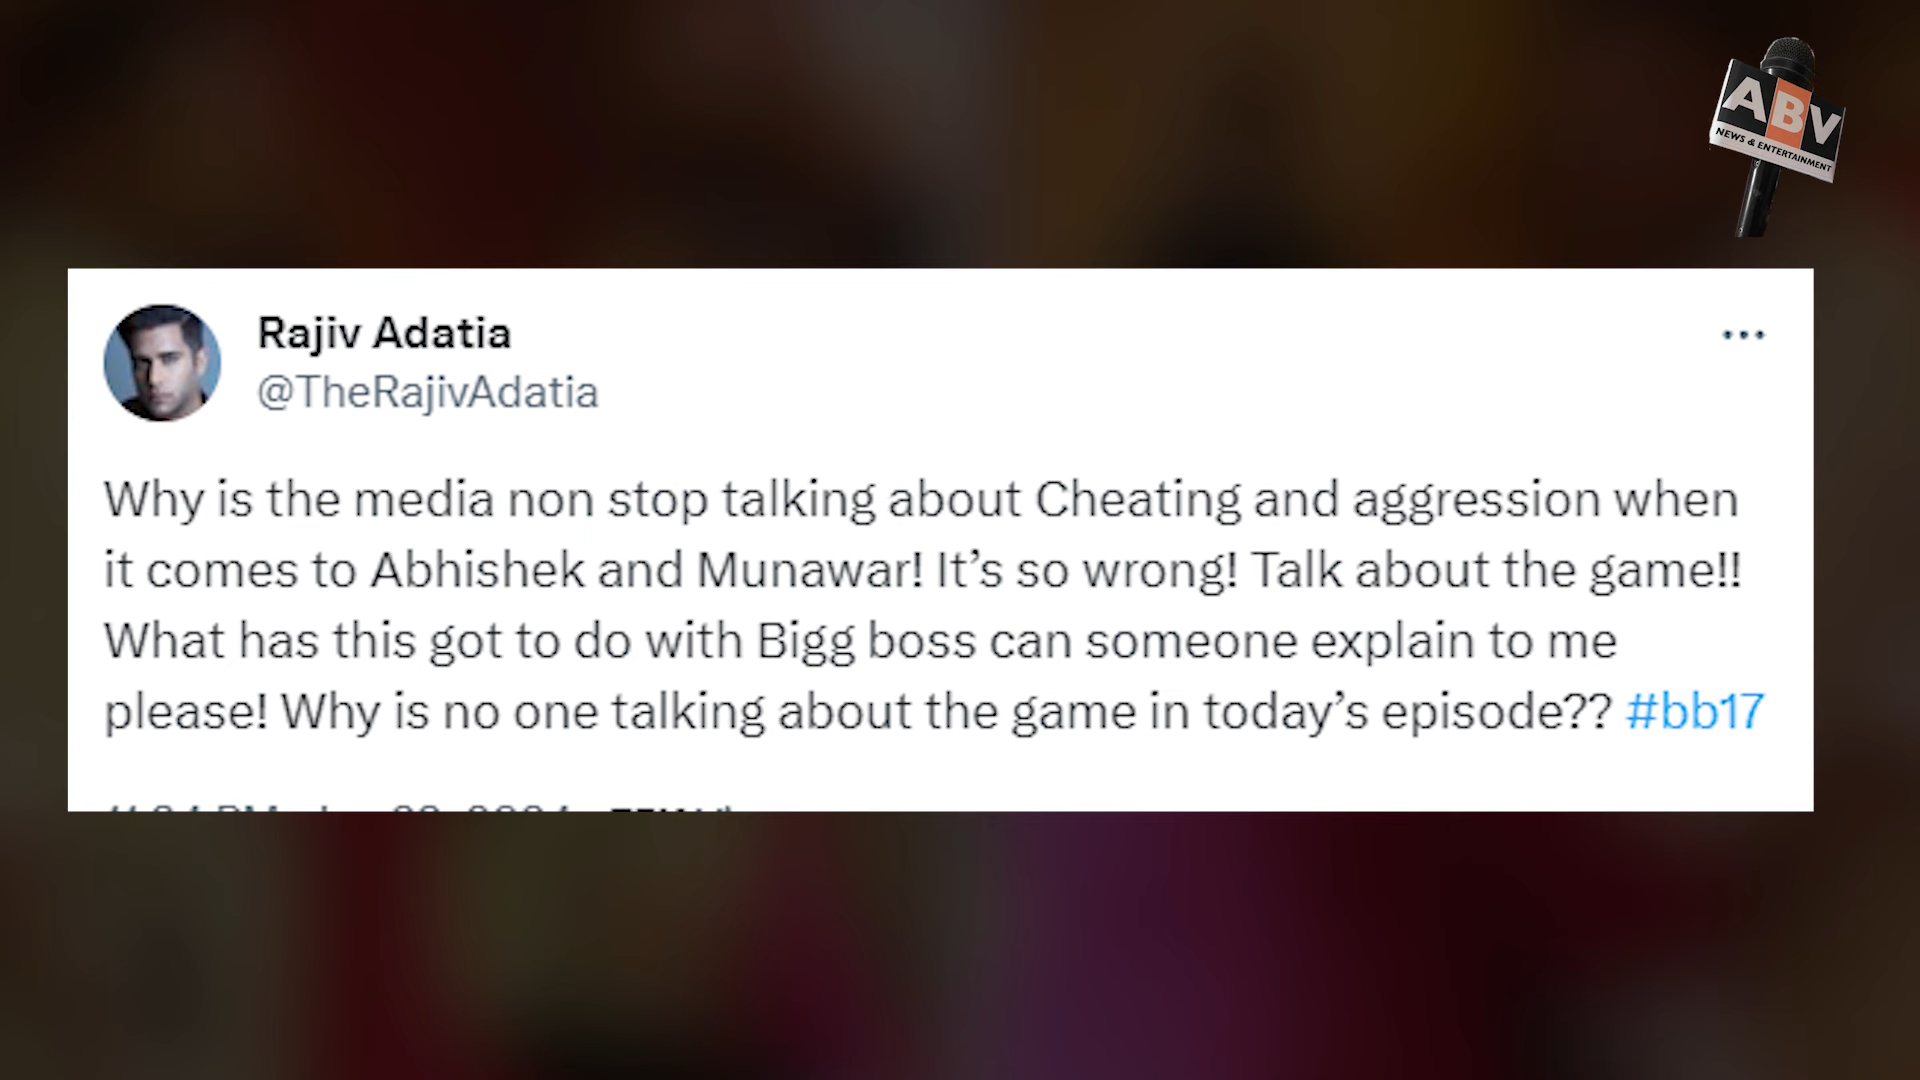 ABV
NEWS & ENTERTAINMENT
Rajiv Adatia
@TheRajivAdatia
Why is the media non stop talking about Cheating and aggression when
it comes to Abhishek and Munawar! It’s so wrong! Talk about the game!!
What has this got to do with Bigg boss can someone explain to me
please! Why is no one talking about the game in today’s episode?? #bb17